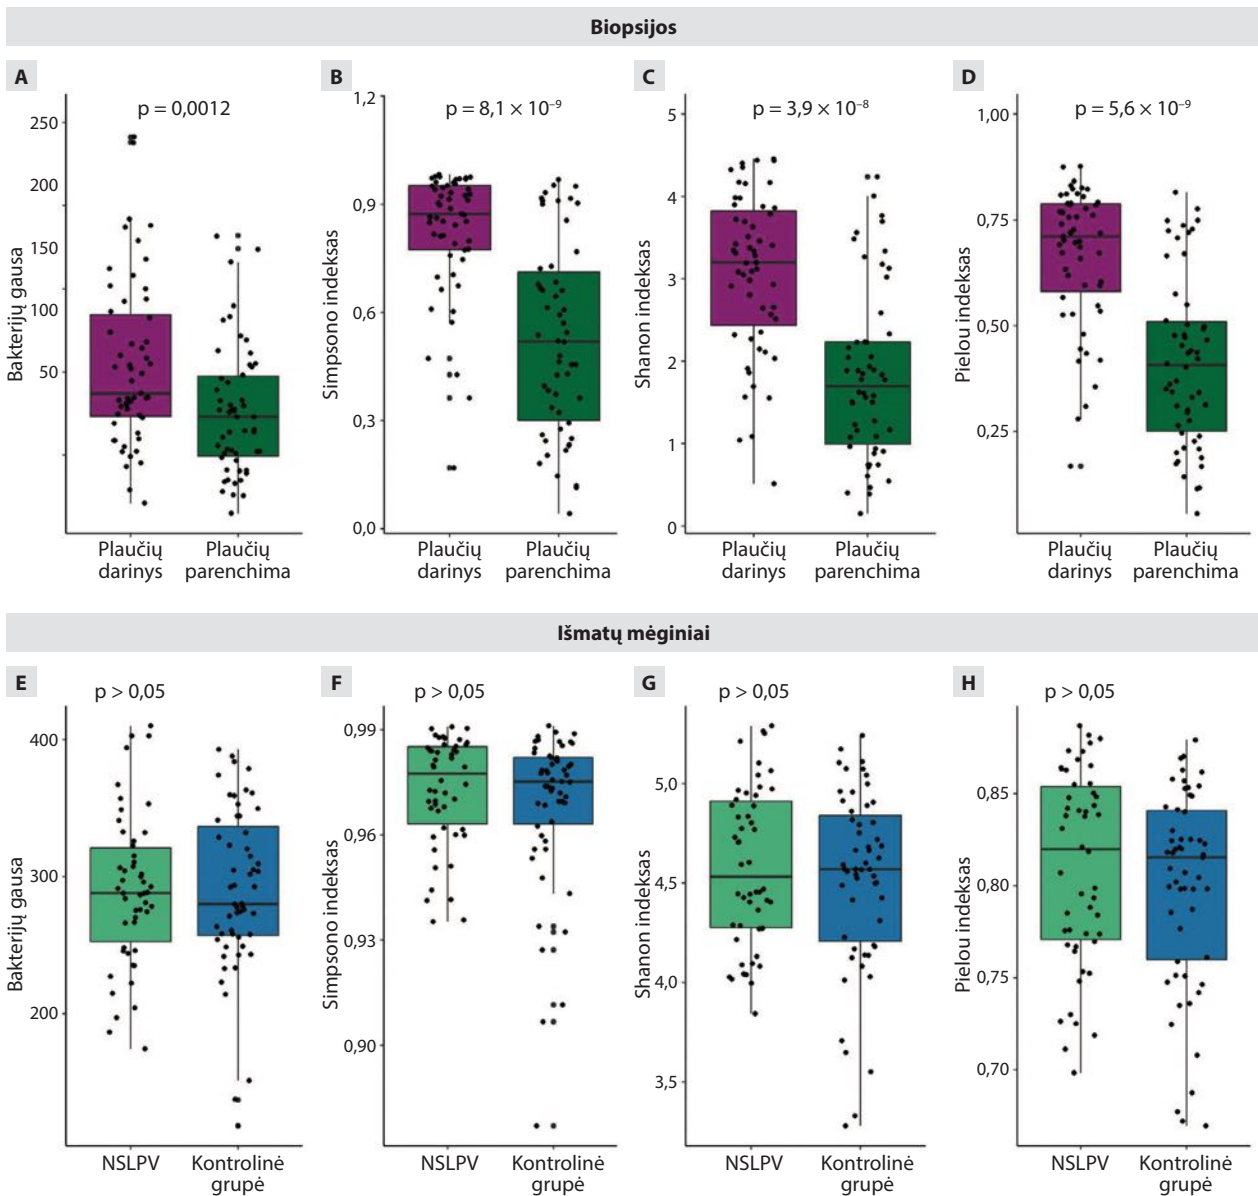 Biopsijos
A
B
C
D
p = 0,0012
p = 8,1 × 10⁻⁹
p = 3,9 × 10⁻⁸
p = 5,6 × 10⁻⁹
Bakterijų gausa
250
200
150
100
50
Simpsono indeksas
1,2
0,9
0,6
0,3
0,0
Shanon indeksas
5
4
3
2
1
0
Pielou indeksas
1,00
0,75
0,50
0,25
Plaučių darinys
Plaučių parenchima
Plaučių darinys
Plaučių parenchima
Plaučių darinys
Plaučių parenchima
Plaučių darinys
Plaučių parenchima
Išmatų mėginiai
E
F
G
H
p > 0,05
p > 0,05
p > 0,05
p > 0,05
Bakterijų gausa
400
300
200
Simpsono indeksas
0,99
0,96
0,93
0,90
Shanon indeksas
5,0
4,5
4,0
3,5
Pielou indeksas
0,85
0,80
0,75
0,70
NSLPV
Kontrolinė grupė
NSLPV
Kontrolinė grupė
NSLPV
Kontrolinė grupė
NSLPV
Kontrolinė grupė